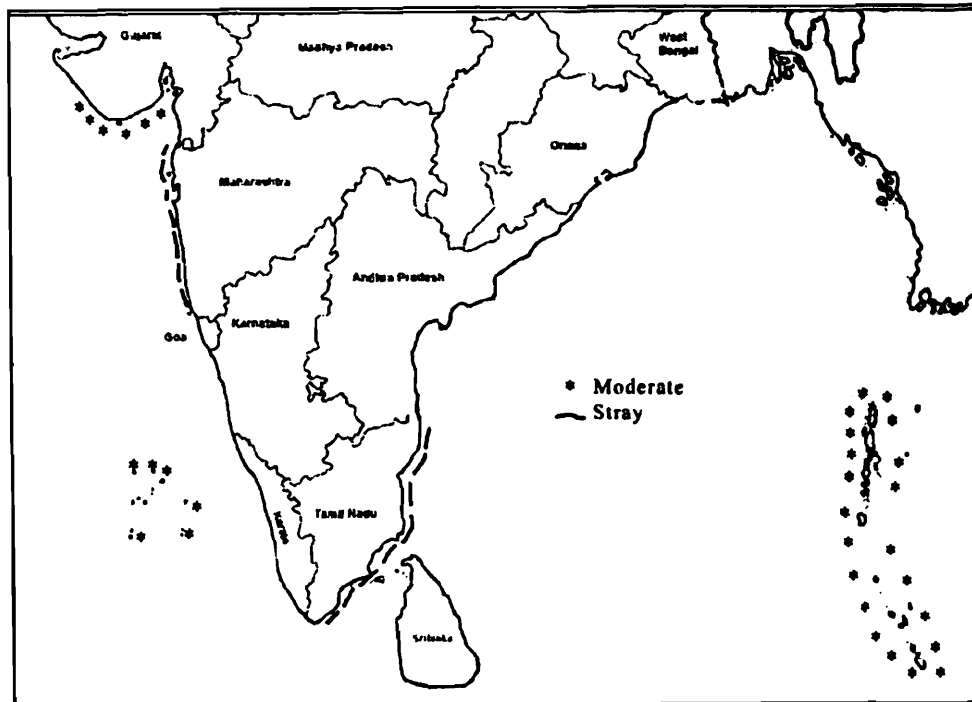 Gujarat
Madhya Pradesh
West
Bengal
Orissa
Maharashtra
Andhra Pradesh
Karnataka
Goa
* Moderate
Stray
Kerala
Tamil Nadu
Srilanka